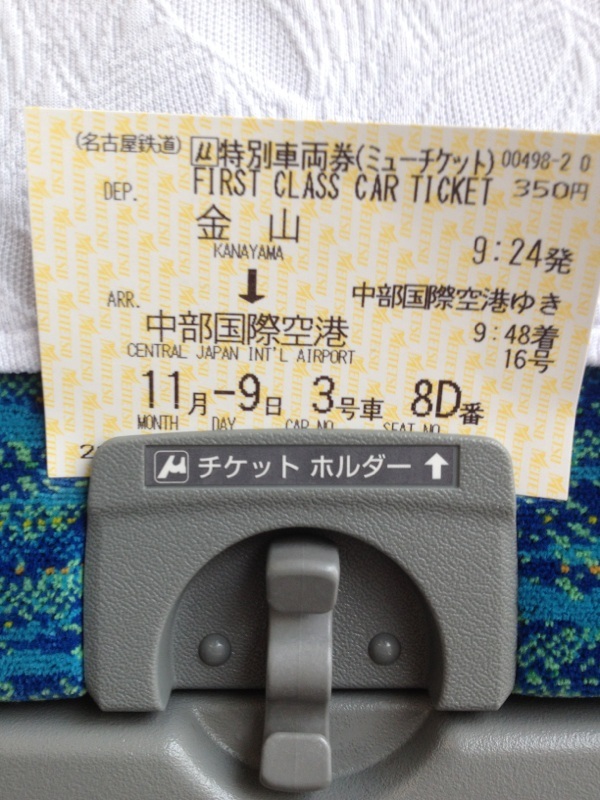 (名古屋鉄道) μ特別車両券(ミューチケット) 00498-2 0
FIRST CLASS CAR TICKET 350円
DEP. 金 山 9:24発
KANAYAMA
↓
中部国際空港ゆき
ARR. 中部国際空港 9:48着
CENTRAL JAPAN INT'L AIRPORT 16号
11月-9日 3号車 8D番
MONTH DAY CAR NO. SEAT NO.
2
μ チケット ホルダー ↑